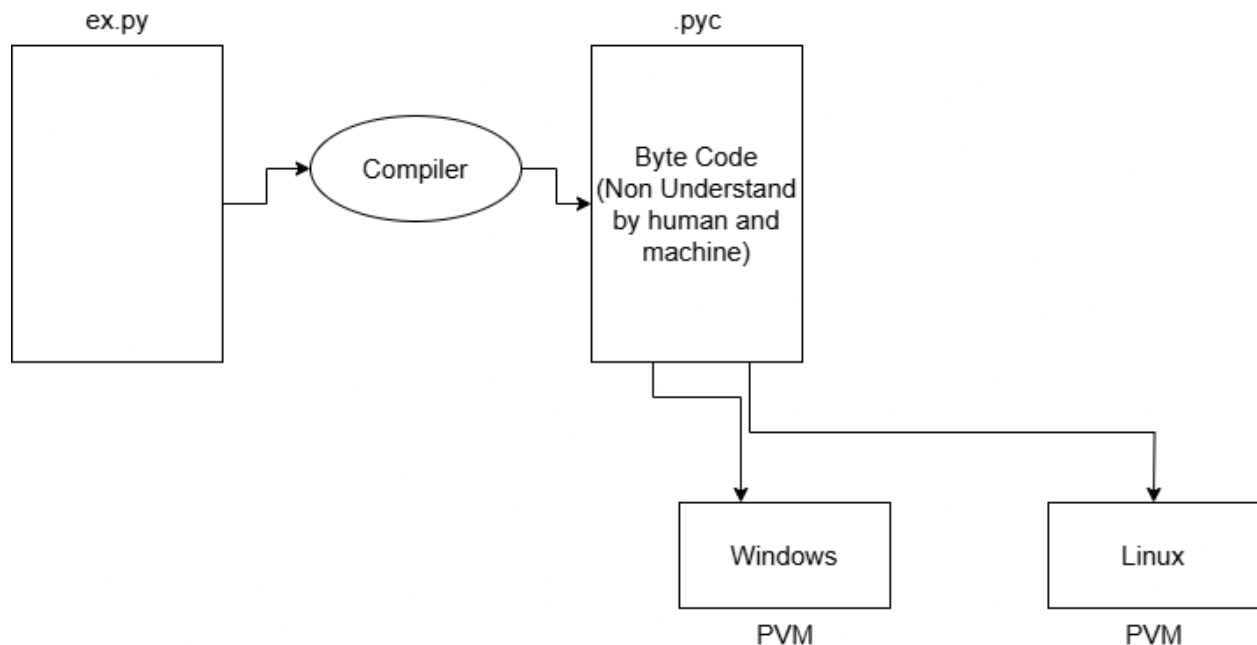 ex.py
.pyc
Compiler
Byte Code
(Non Understand
by human and
machine)
Windows
Linux
PVM
PVM